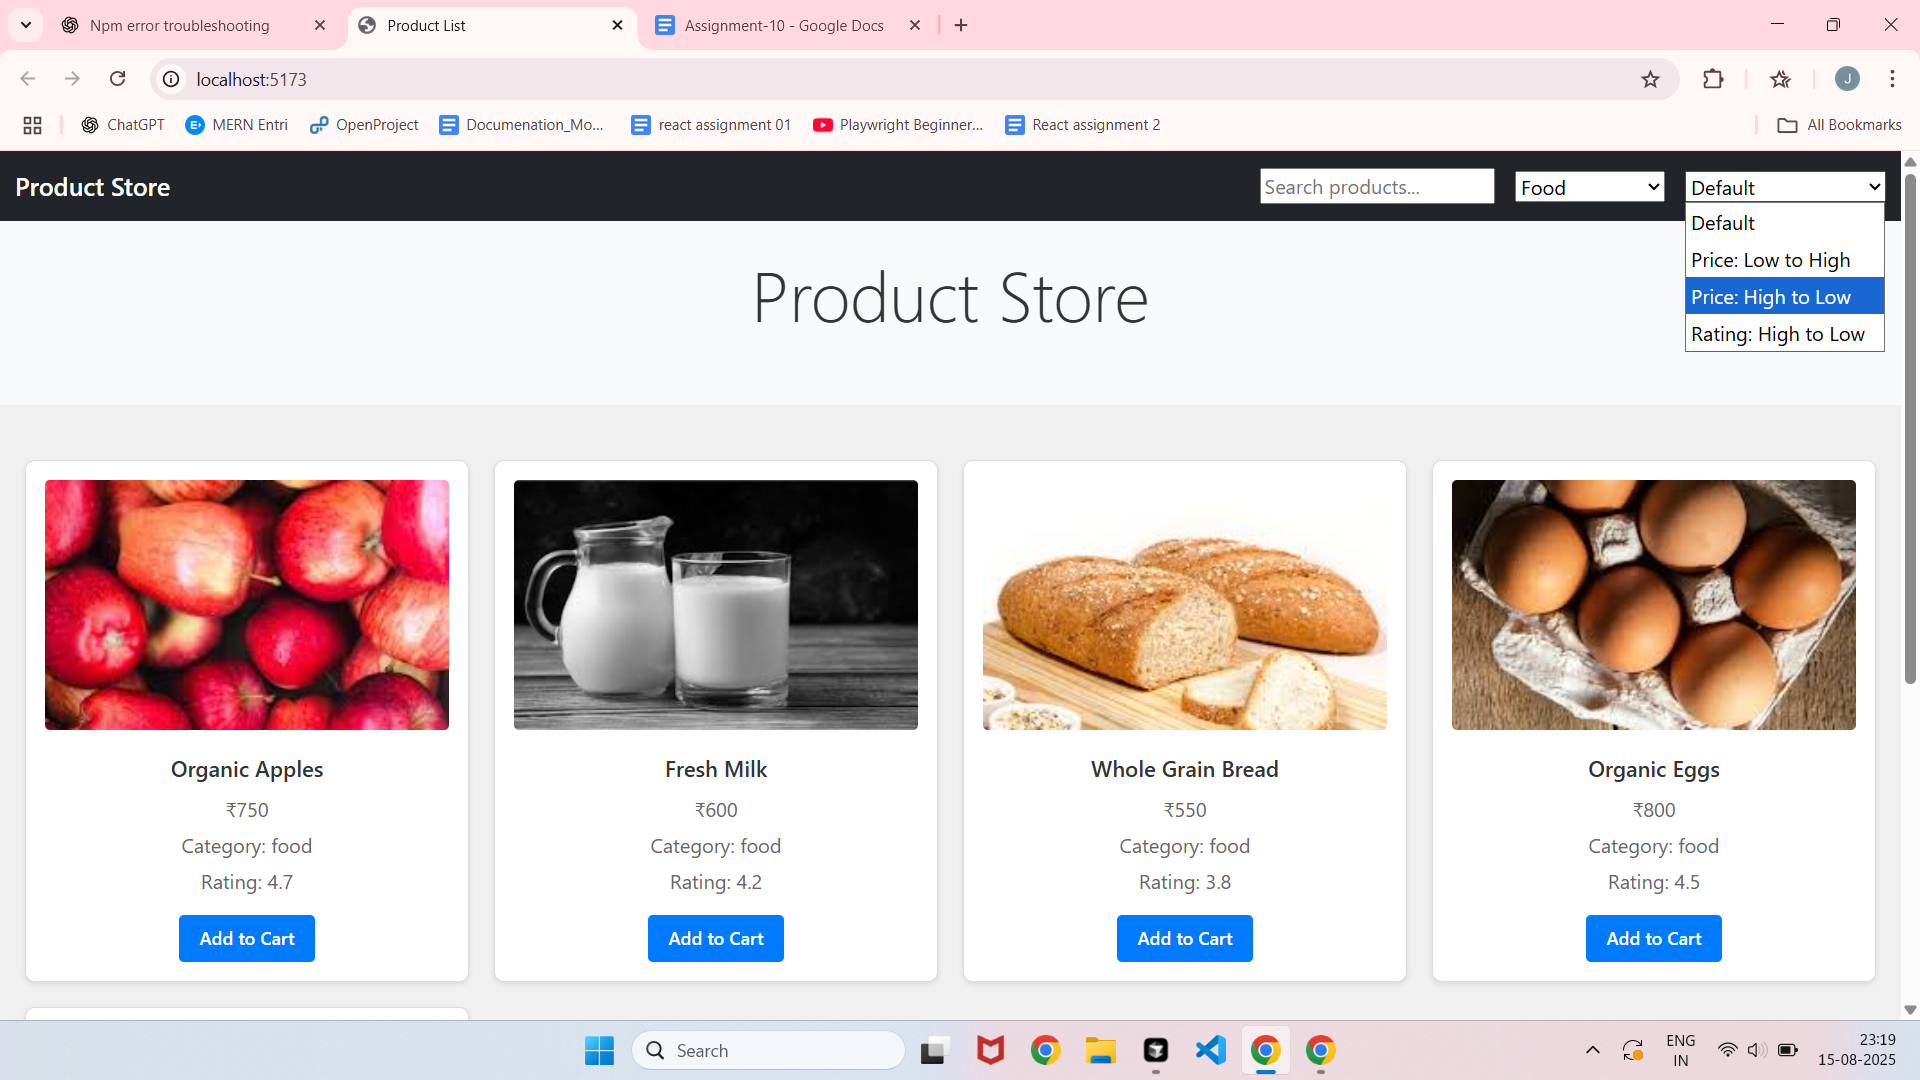 Npm error troubleshooting
Product List
Assignment-10 - Google Docs
localhost:5173
J
ChatGPT
MERN Entri
OpenProject
Documenation_Mo...
react assignment 01
Playwright Beginner...
React assignment 2
All Bookmarks
Product Store
Search products...
Food
Default
Default
Price: Low to High
Price: High to Low
Rating: High to Low
Product Store
Organic Apples
₹750
Category: food
Rating: 4.7
Add to Cart
Fresh Milk
₹600
Category: food
Rating: 4.2
Add to Cart
Whole Grain Bread
₹550
Category: food
Rating: 3.8
Add to Cart
Organic Eggs
₹800
Category: food
Rating: 4.5
Add to Cart
Search
ENG
IN
23:19
15-08-2025